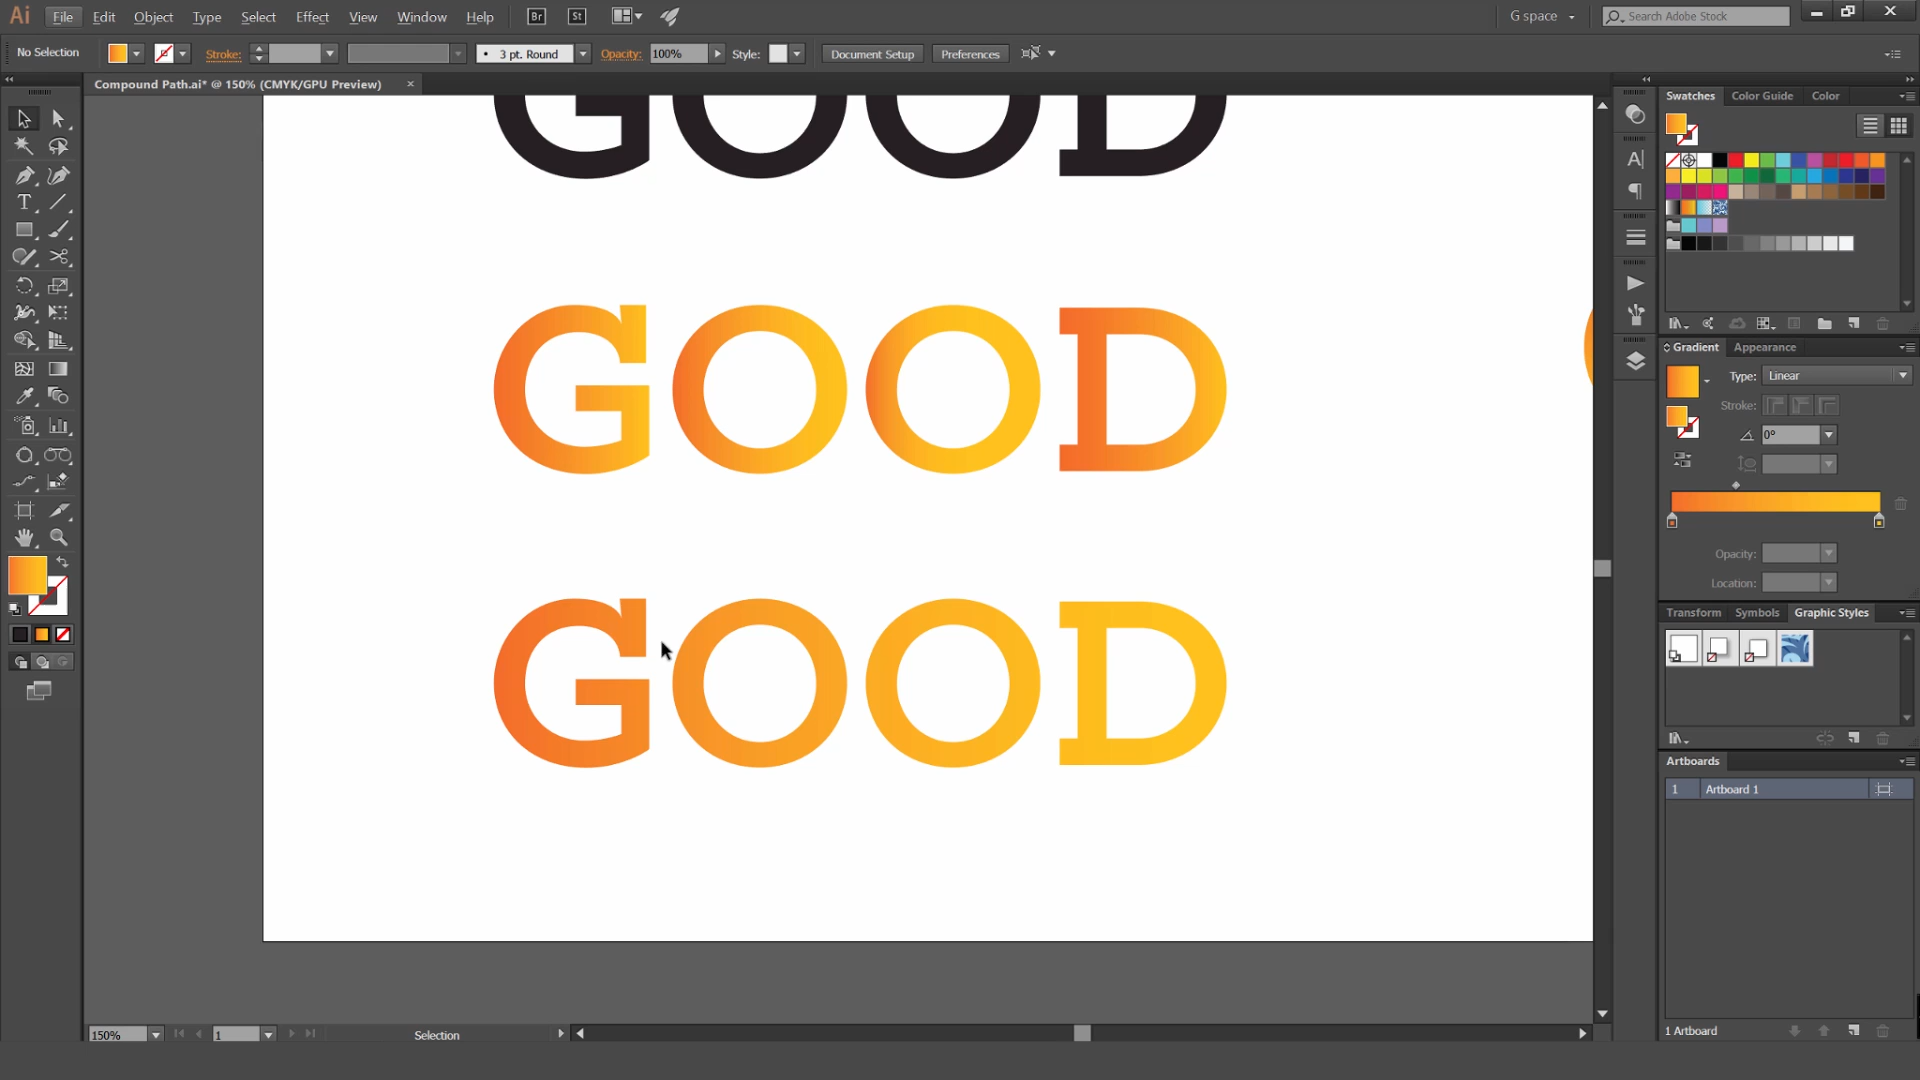 Ai File Edit Object Type Select Effect View Window Help Br St G space Search Adobe Stock
No Selection Stroke: 3 pt. Round Opacity: 100% Style: Document Setup Preferences
Compound Path.ai* @ 150% (CMYK/GPU Preview) ×
Swatches Color Guide Color
GOOD
GOOD
GOOD
Gradient Appearance
Type: Linear
Stroke:
0°
Opacity:
Location:
Transform Symbols Graphic Styles
Artboards
1 Artboard 1
1 Artboard
150% 1 Selection